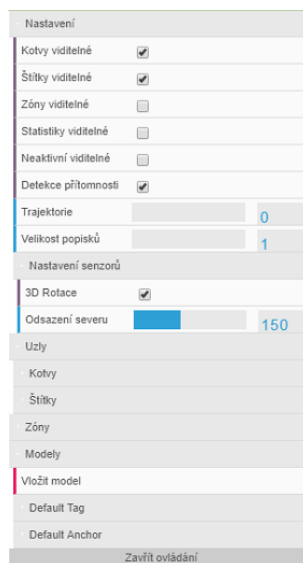 Nastavení
Kotvy viditelné
Štítky viditelné
Zóny viditelné
Statistiky viditelné
Neaktivní viditelné
Detekce přítomnosti
Trajektorie 0
Velikost popisků 1
Nastavení senzorů
3D Rotace
Odsazení severu 150
Uzly
Kotvy
Štítky
Zóny
Modely
Vložit model
Default Tag
Default Anchor
Zavřít ovládání